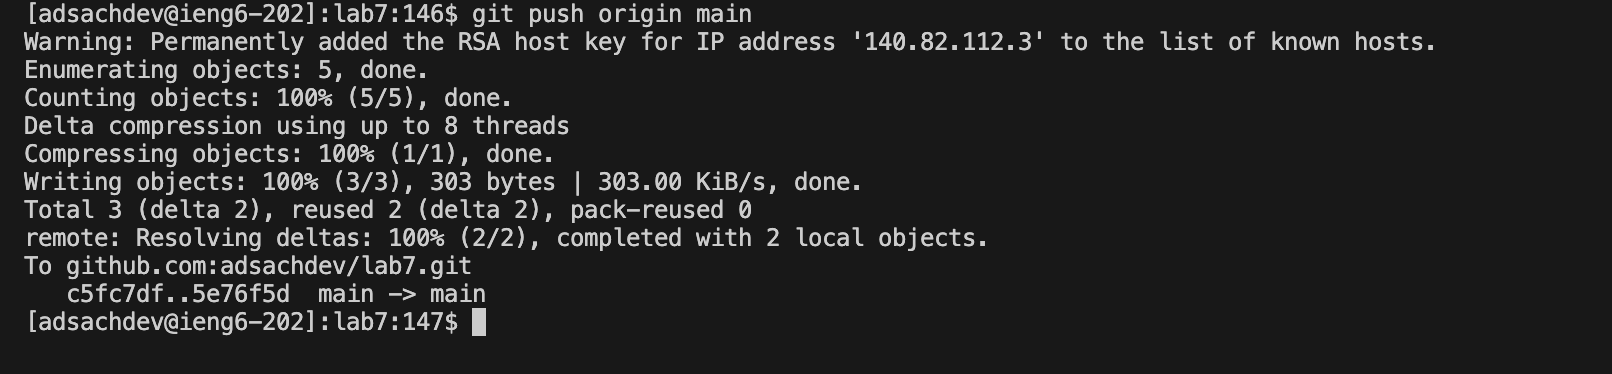 [adsachdev@ieng6-202]:lab7:146$ git push origin main
Warning: Permanently added the RSA host key for IP address '140.82.112.3' to the list of known hosts.
Enumerating objects: 5, done.
Counting objects: 100% (5/5), done.
Delta compression using up to 8 threads
Compressing objects: 100% (1/1), done.
Writing objects: 100% (3/3), 303 bytes | 303.00 KiB/s, done.
Total 3 (delta 2), reused 2 (delta 2), pack-reused 0
remote: Resolving deltas: 100% (2/2), completed with 2 local objects.
To github.com:adsachdev/lab7.git
   c5fc7df..5e76f5d  main -> main
[adsachdev@ieng6-202]:lab7:147$